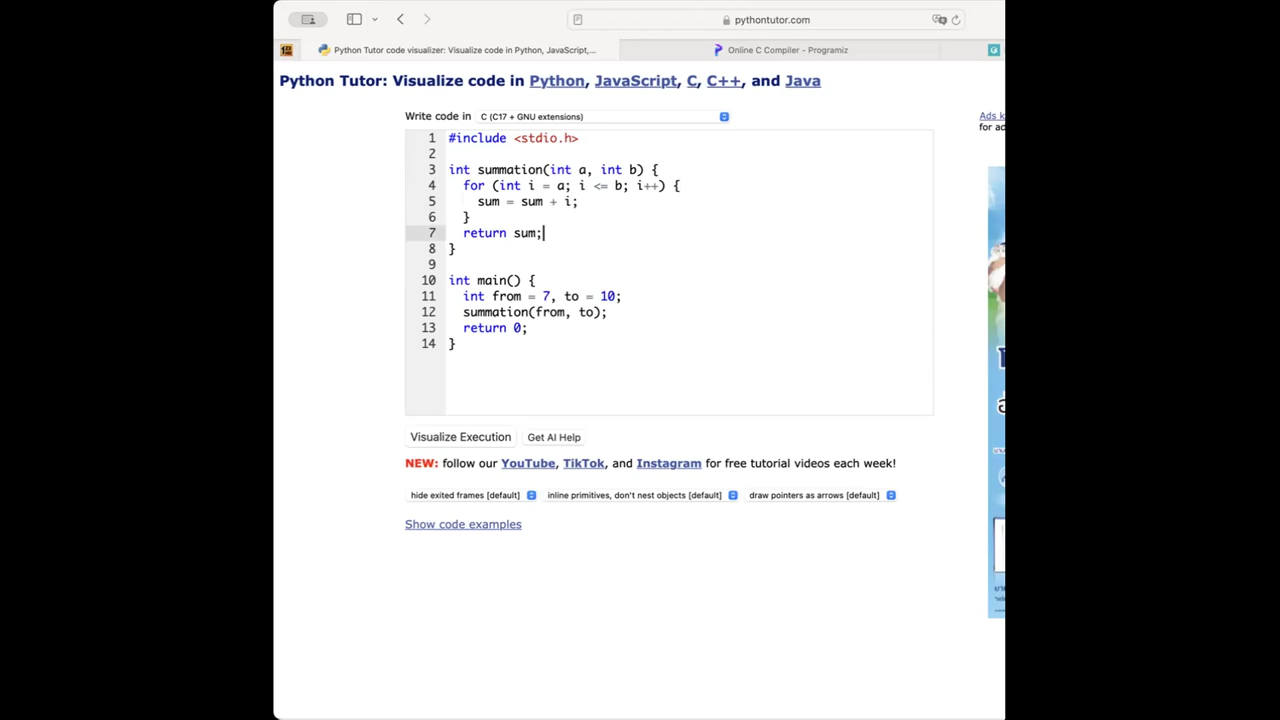 pythontutor.com
Python Tutor code visualizer: Visualize code in Python, JavaScript,...
Online C Compiler - Programiz
Python Tutor: Visualize code in Python, JavaScript, C, C++, and Java
Write code in C (C17 + GNU extensions)
Ads k
for ad
1 #include <stdio.h>
2
3 int summation(int a, int b) {
4 for (int i = a; i <= b; i++) {
5 sum = sum + i;
6 }
7 return sum;
8 }
9
10 int main() {
11 int from = 7, to = 10;
12 summation(from, to);
13 return 0;
14 }
Visualize Execution Get AI Help
NEW: follow our YouTube, TikTok, and Instagram for free tutorial videos each week!
hide exited frames [default] inline primitives, don't nest objects [default] draw pointers as arrows [default]
Show code examples